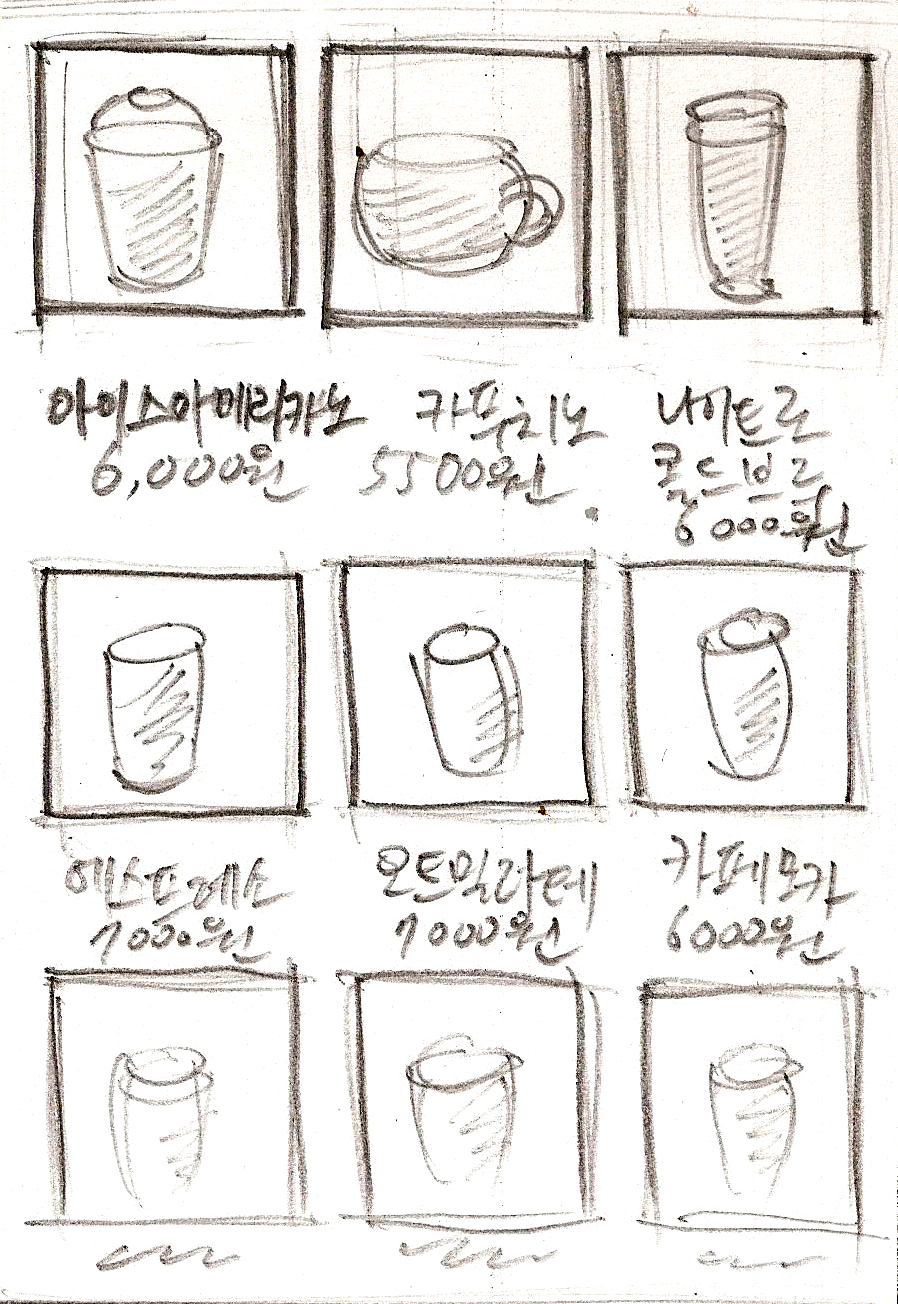 아이스아메리카노
6,000원
카푸치노
5500원
나이트로
콜드브루
6000원
에스프레소
7000원
오트밀라떼
7000원
카페모카
6000원